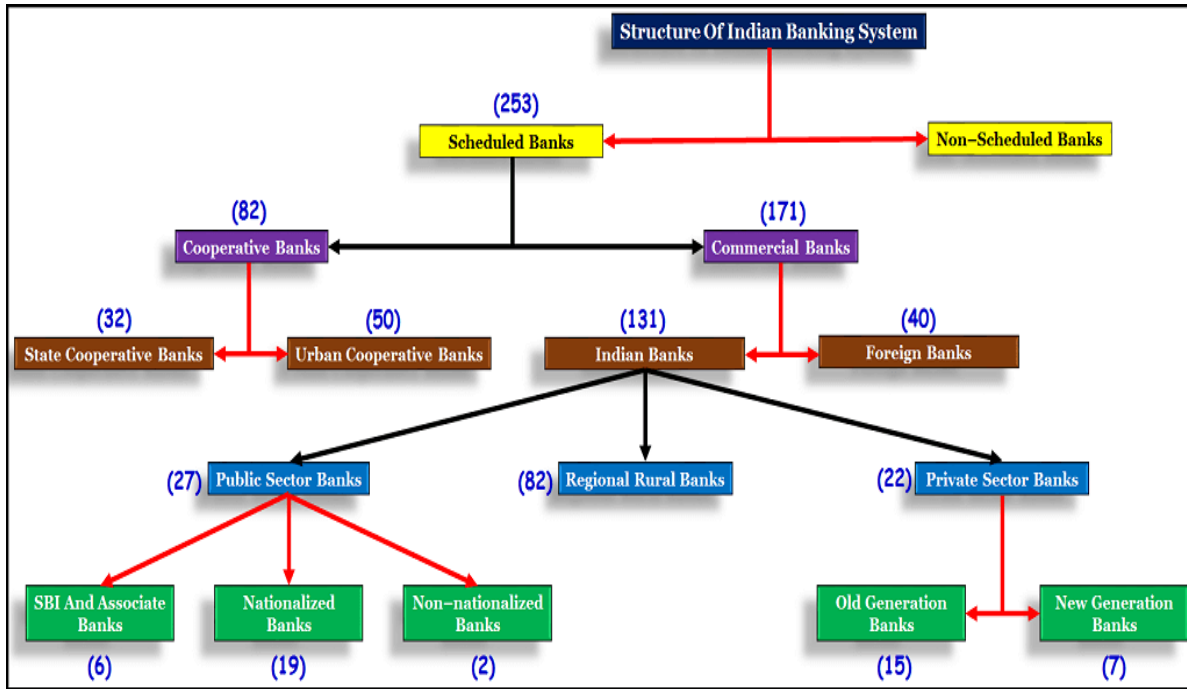 Structure Of Indian Banking System
(253)
Scheduled Banks
Non-Scheduled Banks
(82)
(171)
Cooperative Banks
Commercial Banks
(32)
(50)
(131)
(40)
State Cooperative Banks
Urban Cooperative Banks
Indian Banks
Foreign Banks
(27)
Public Sector Banks
(82)
Regional Rural Banks
(22)
Private Sector Banks
SBI And Associate
Banks
Nationalized
Banks
Non-nationalized
Banks
Old Generation
Banks
New Generation
Banks
(6)
(19)
(2)
(15)
(7)